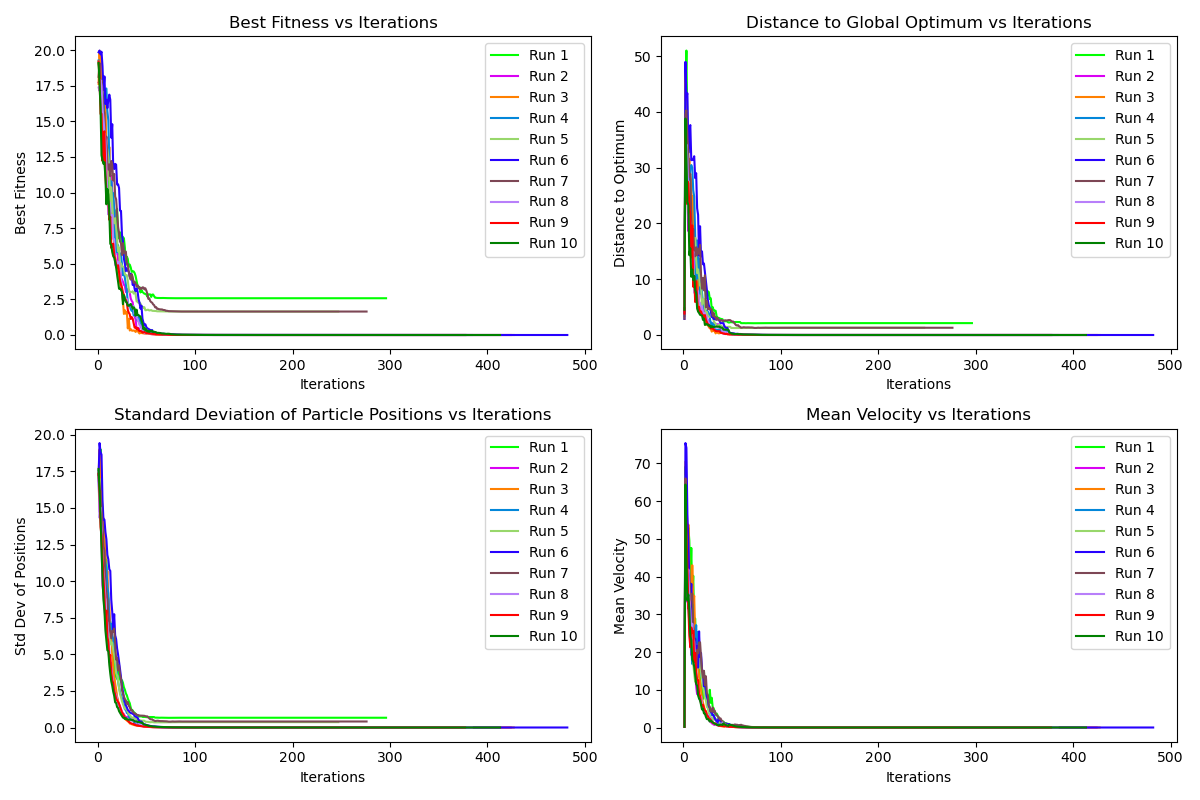 Best Fitness vs Iterations
Best Fitness
20.0
17.5
15.0
12.5
10.0
7.5
5.0
2.5
0.0
0 100 200 300 400 500
Iterations
Run 1
Run 2
Run 3
Run 4
Run 5
Run 6
Run 7
Run 8
Run 9
Run 10
Distance to Global Optimum vs Iterations
Distance to Optimum
50
40
30
20
10
0
0 100 200 300 400 500
Iterations
Run 1
Run 2
Run 3
Run 4
Run 5
Run 6
Run 7
Run 8
Run 9
Run 10
Standard Deviation of Particle Positions vs Iterations
Std Dev of Positions
20.0
17.5
15.0
12.5
10.0
7.5
5.0
2.5
0.0
0 100 200 300 400 500
Iterations
Run 1
Run 2
Run 3
Run 4
Run 5
Run 6
Run 7
Run 8
Run 9
Run 10
Mean Velocity vs Iterations
Mean Velocity
70
60
50
40
30
20
10
0
0 100 200 300 400 500
Iterations
Run 1
Run 2
Run 3
Run 4
Run 5
Run 6
Run 7
Run 8
Run 9
Run 10